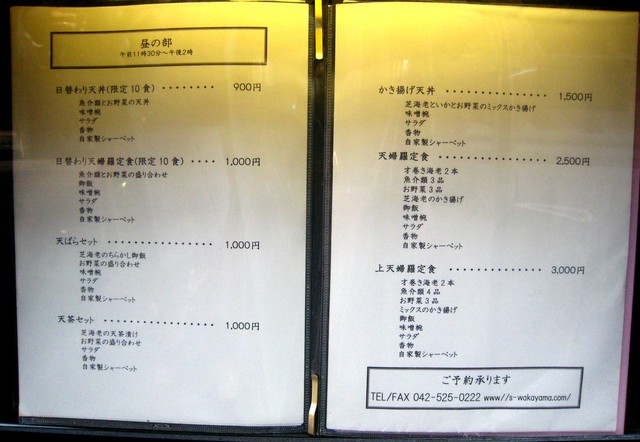 昼の部
午前11時30分～午後2時
日替わり天丼(限定10食) ········ 900円
魚介類とお野菜の天丼
味噌椀
サラダ
香物
自家製シャーベット
日替わり天婦羅定食(限定10食) ···· 1,000円
魚介類とお野菜の盛り合わせ
御飯
味噌椀
サラダ
香物
自家製シャーベット
天ばらセット ················· 1,000円
芝海老のちらかし御飯
お野菜の盛り合わせ
味噌椀
サラダ
香物
自家製シャーベット
天茶セット ················· 1,000円
芝海老の天茶漬け
お野菜の盛り合わせ
サラダ
香物
自家製シャーベット
かき揚げ天丼 ··············· 1,500円
芝海老といかとお野菜のミックスかき揚げ
味噌椀
サラダ
香物
自家製シャーベット
天婦羅定食 ················· 2,500円
才巻き海老2本
魚介類3品
お野菜3品
芝海老のかき揚げ
御飯
味噌椀
サラダ
香物
自家製シャーベット
上天婦羅定食 ··············· 3,000円
才巻き海老2本
魚介類4品
お野菜3品
ミックスのかき揚げ
御飯
味噌椀
サラダ
香物
自家製シャーベット
ご予約承ります
TEL/FAX 042-525-0222 www//s-wakayama.com/